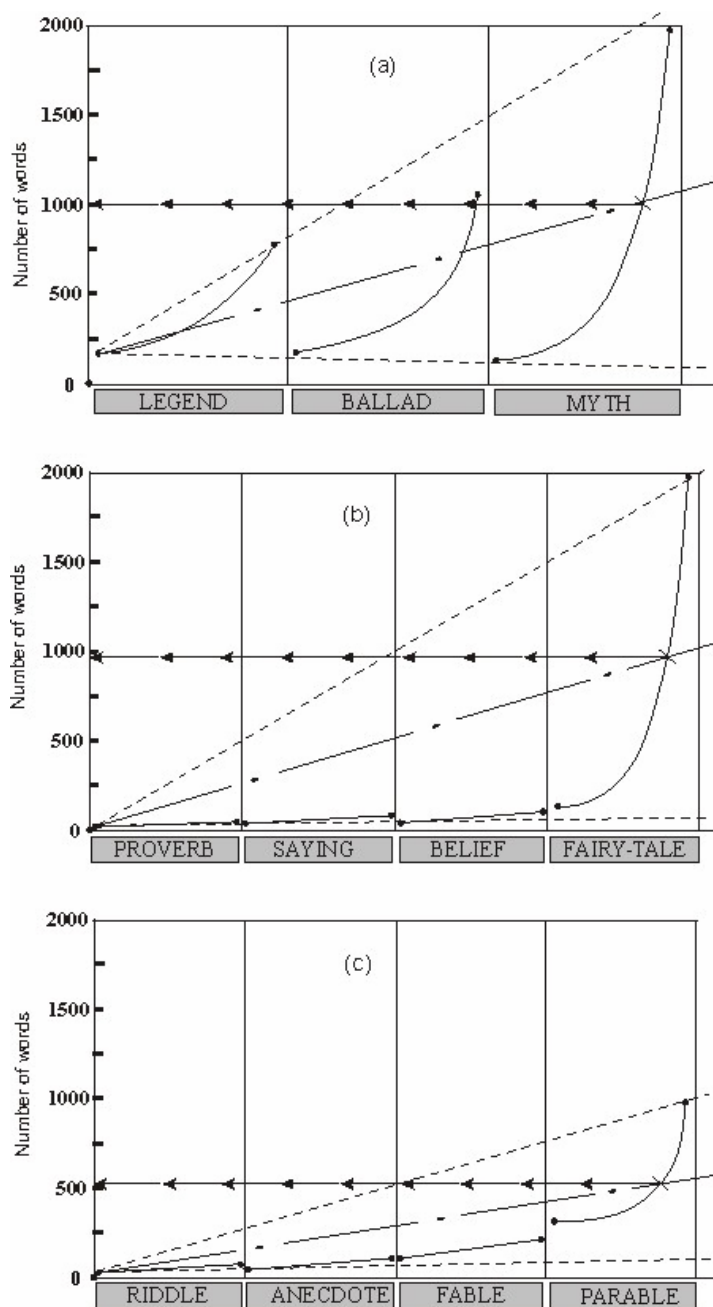 2000
(a)
1500
1000
500
0
Number of words
LEGEND BALLAD MYTH
2000
(b)
1500
1000
500
0
Number of words
PROVERB SAYING BELIEF FAIRY-TALE
2000
(c)
1500
1000
500
0
Number of words
RIDDLE ANECDOTE FABLE PARABLE